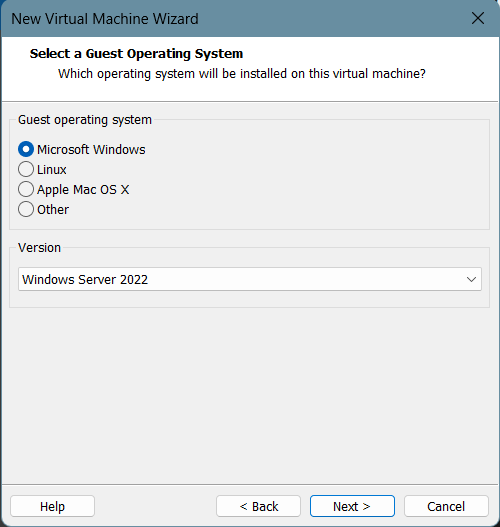 New Virtual Machine Wizard
Select a Guest Operating System
Which operating system will be installed on this virtual machine?
Guest operating system
Microsoft Windows
Linux
Apple Mac OS X
Other
Version
Windows Server 2022
Help
< Back
Next >
Cancel